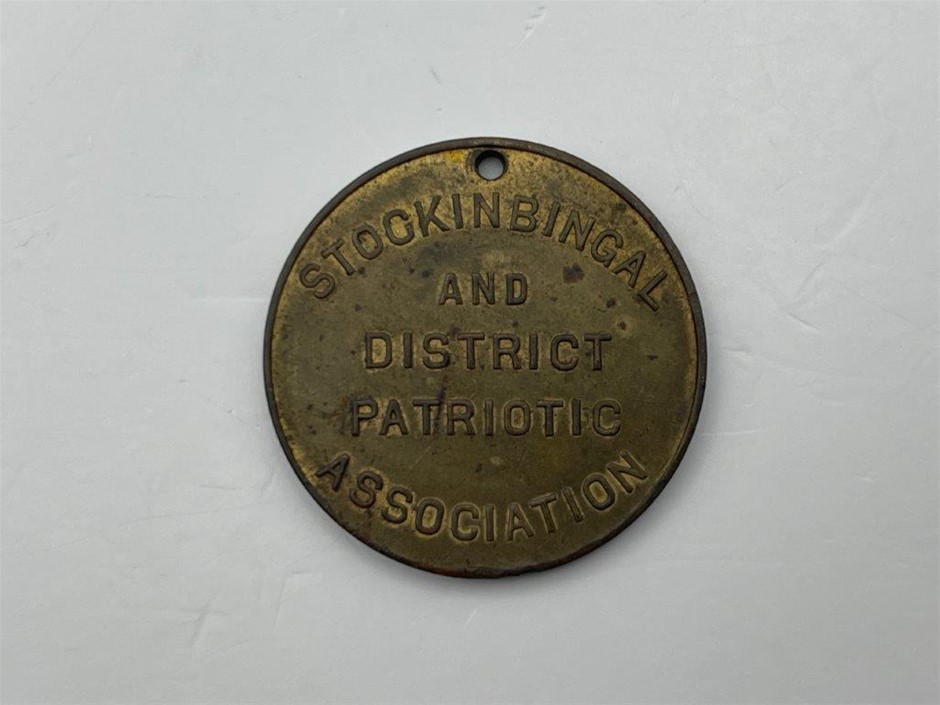 STOCKINBINGAL
AND
DISTRICT
PATRIOTIC
ASSOCIATION